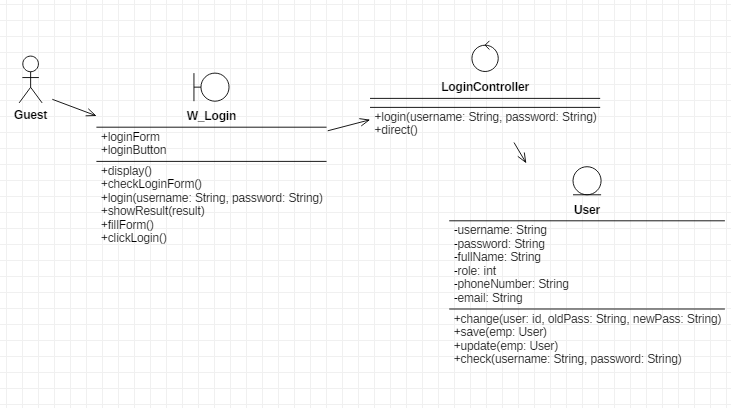 Guest
W_Login
+loginForm
+loginButton
+display()
+checkLoginForm()
+login(username: String, password: String)
+showResult(result)
+fillForm()
+clickLogin()
LoginController
+login(username: String, password: String)
+direct()
User
-username: String
-password: String
-fullName: String
-role: int
-phoneNumber: String
-email: String
+change(user: id, oldPass: String, newPass: String)
+save(emp: User)
+update(emp: User)
+check(username: String, password: String)